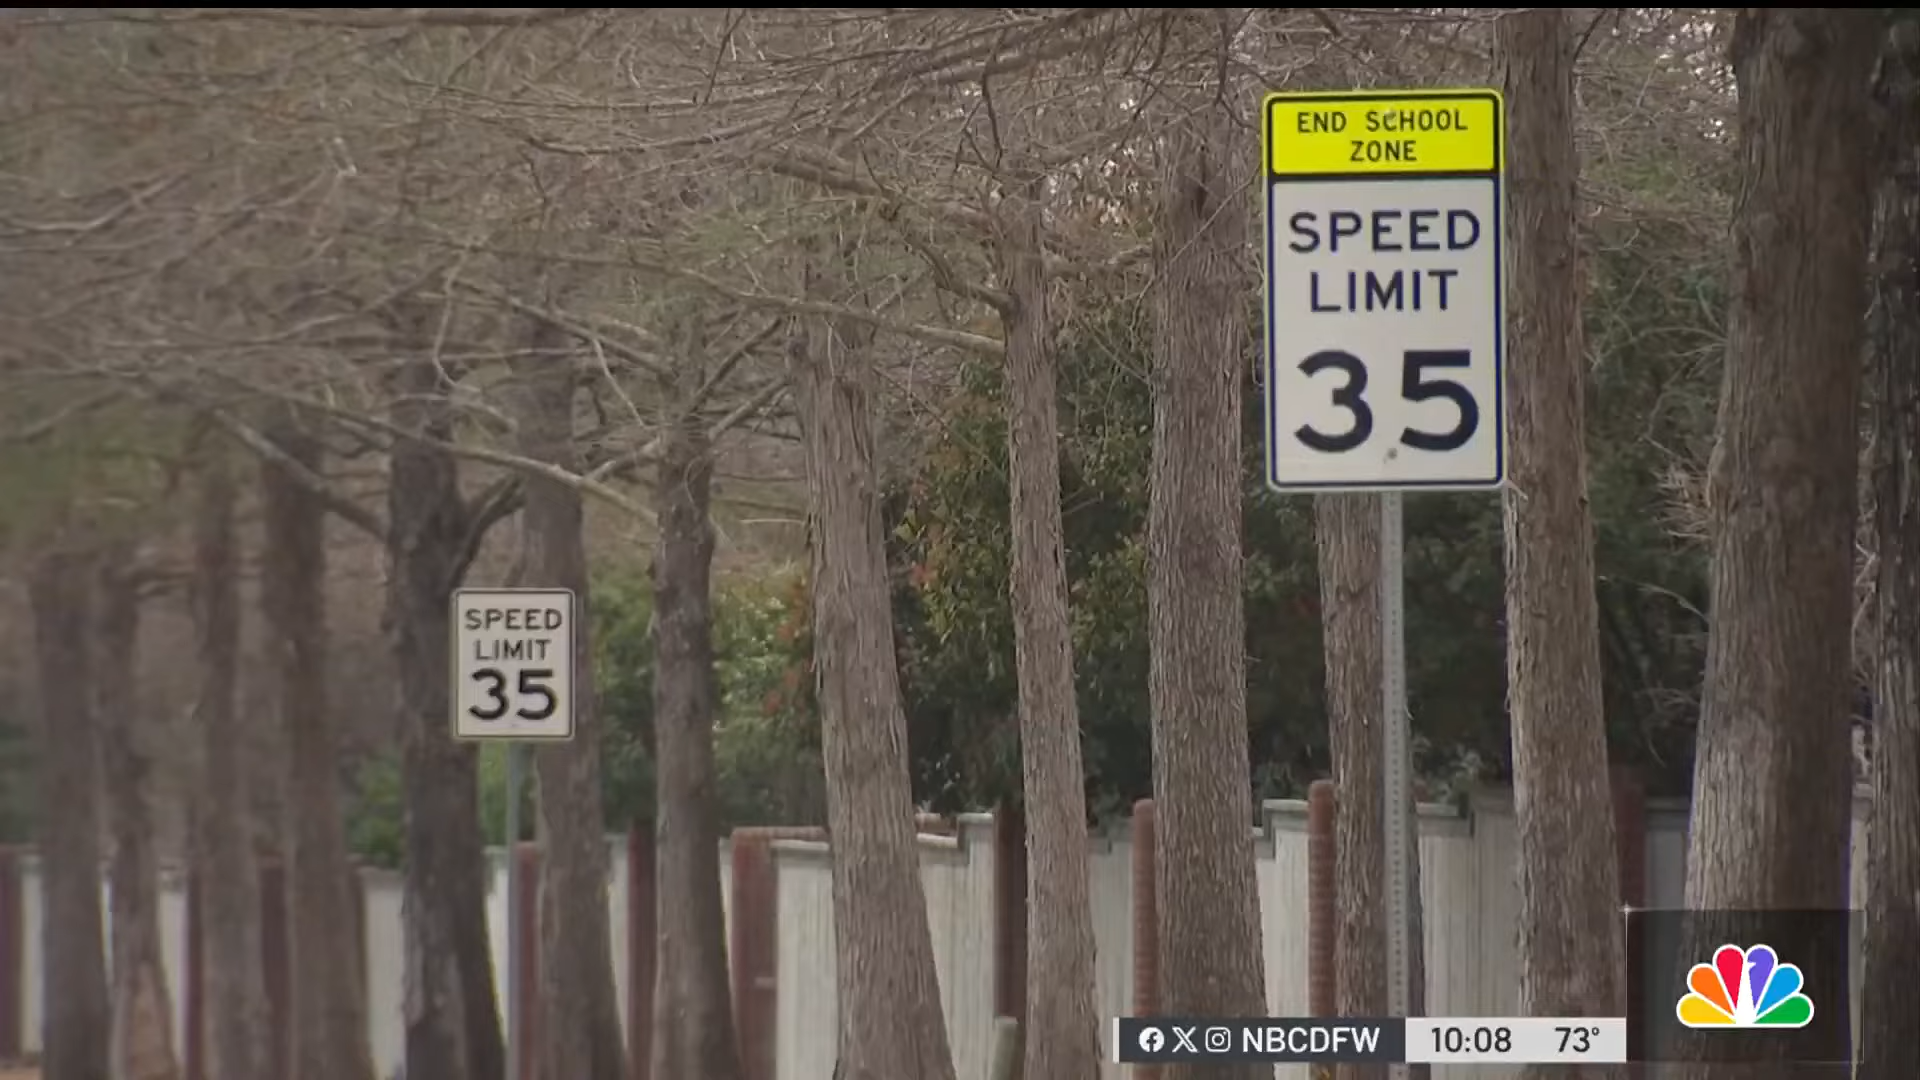 END SCHOOL
ZONE
SPEED
LIMIT
35
SPEED
LIMIT
35
NBCDFW 10:08 73°